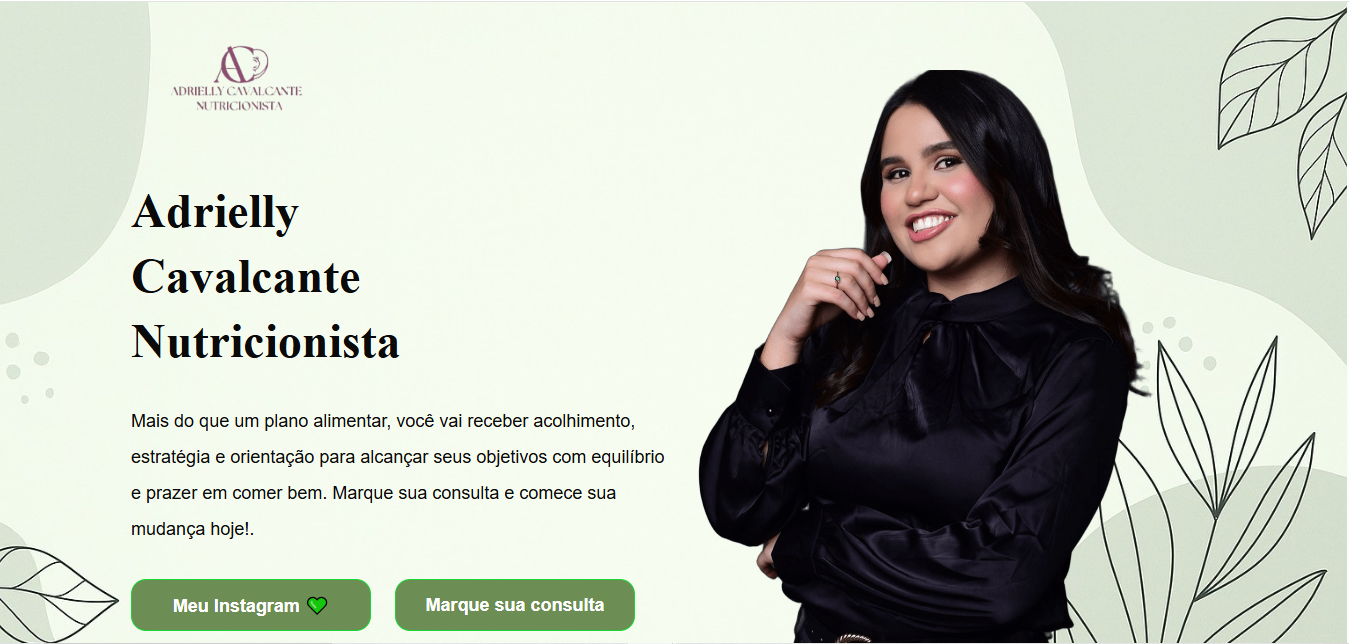 ADRIELLY CAVALCANTE
NUTRICIONISTA
Adrielly
Cavalcante
Nutricionista
Mais do que um plano alimentar, você vai receber acolhimento,
estratégia e orientação para alcançar seus objetivos com equilíbrio
e prazer em comer bem. Marque sua consulta e comece sua
mudança hoje!.
Meu Instagram 💚
Marque sua consulta